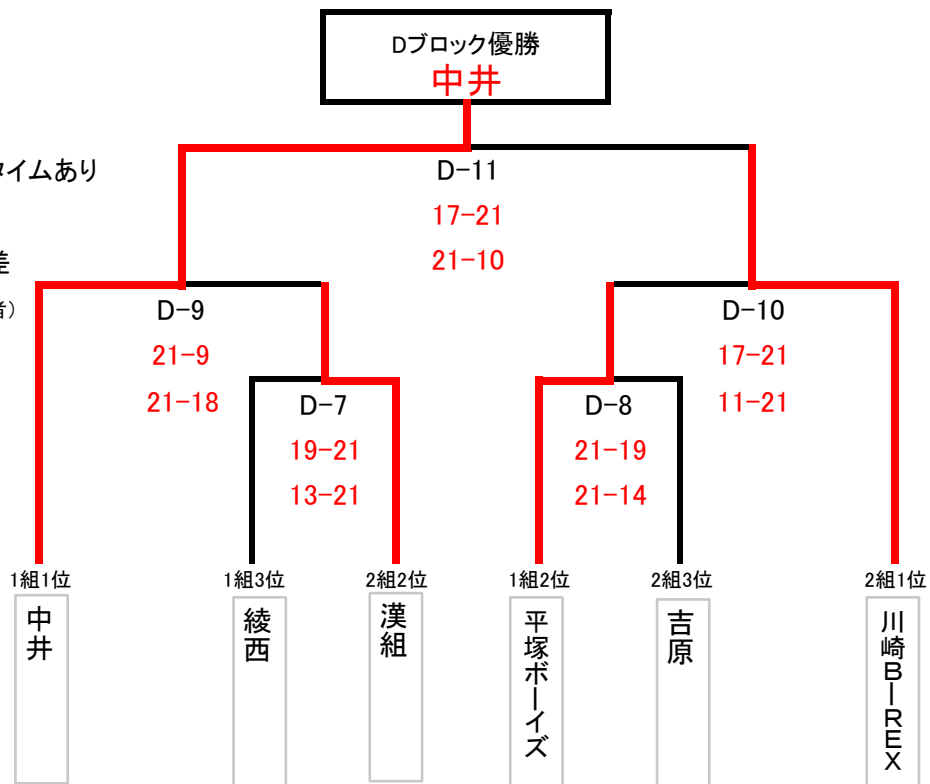 Dブロック優勝
中井
タイムあり
D-11
17-21
21-10
差
者）
D-9
21-9
21-18
D-10
17-21
11-21
D-7
19-21
13-21
D-8
21-19
21-14
1組1位
1組3位
2組2位
1組2位
2組3位
2組1位
中井
綾西
漢組
平塚ボーイズ
吉原
川崎BIREX